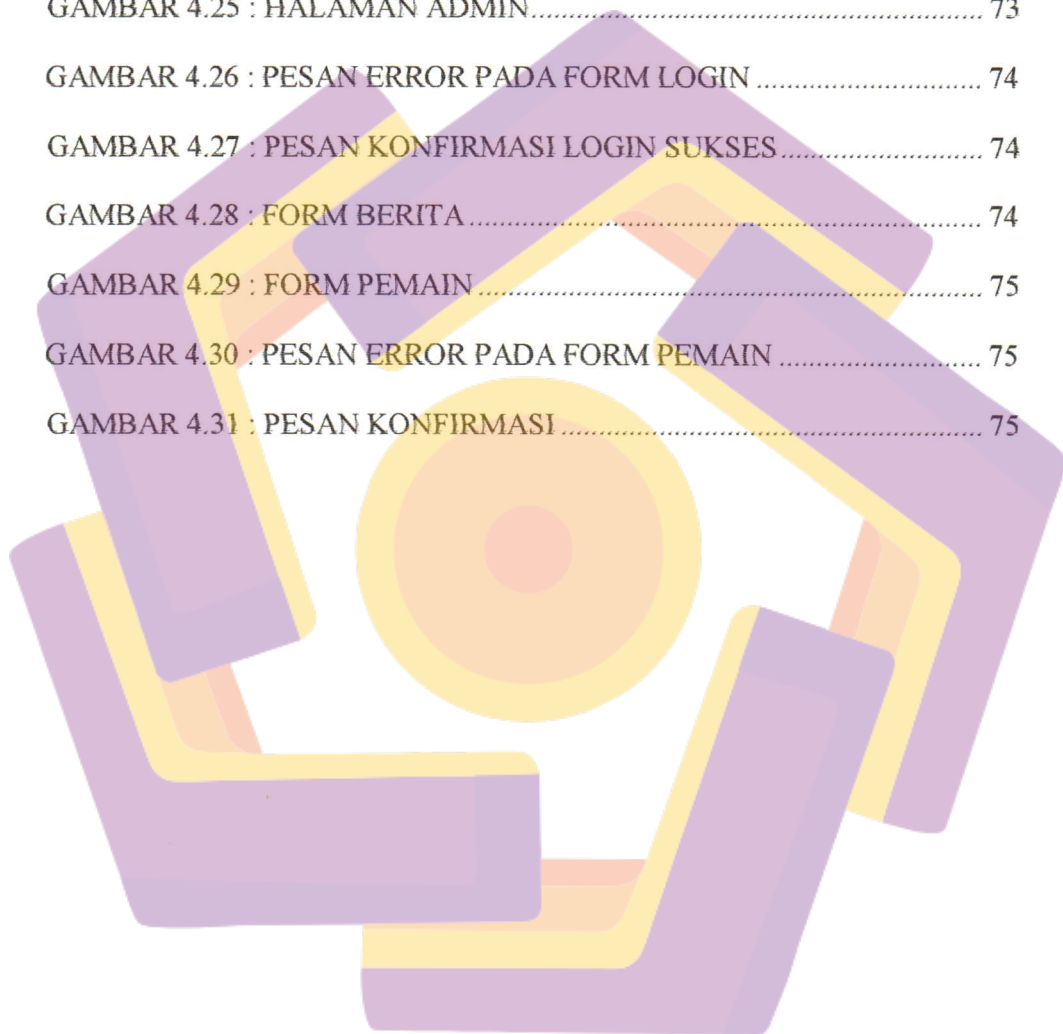 GAMBAR 4.25 : HALAMAN ADMIN.................................................................. 73
GAMBAR 4.26 : PESAN ERROR PADA FORM LOGIN ................................. 74
GAMBAR 4.27 : PESAN KONFIRMASI LOGIN SUKSES............................. 74
GAMBAR 4.28 : FORM BERITA ........................................................................... 74
GAMBAR 4.29 : FORM PEMAIN .......................................................................... 75
GAMBAR 4.30 : PESAN ERROR PADA FORM PEMAIN ............................. 75
GAMBAR 4.31 : PESAN KONFIRMASI ............................................................. 75